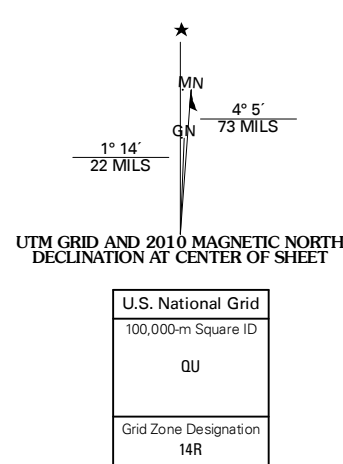 ★
MN
GN
4° 5´
73 MILS
1° 14´
22 MILS
UTM GRID AND 2010 MAGNETIC NORTH
DECLINATION AT CENTER OF SHEET
U.S. National Grid
100,000-m Square ID
QU
Grid Zone Designation
14R